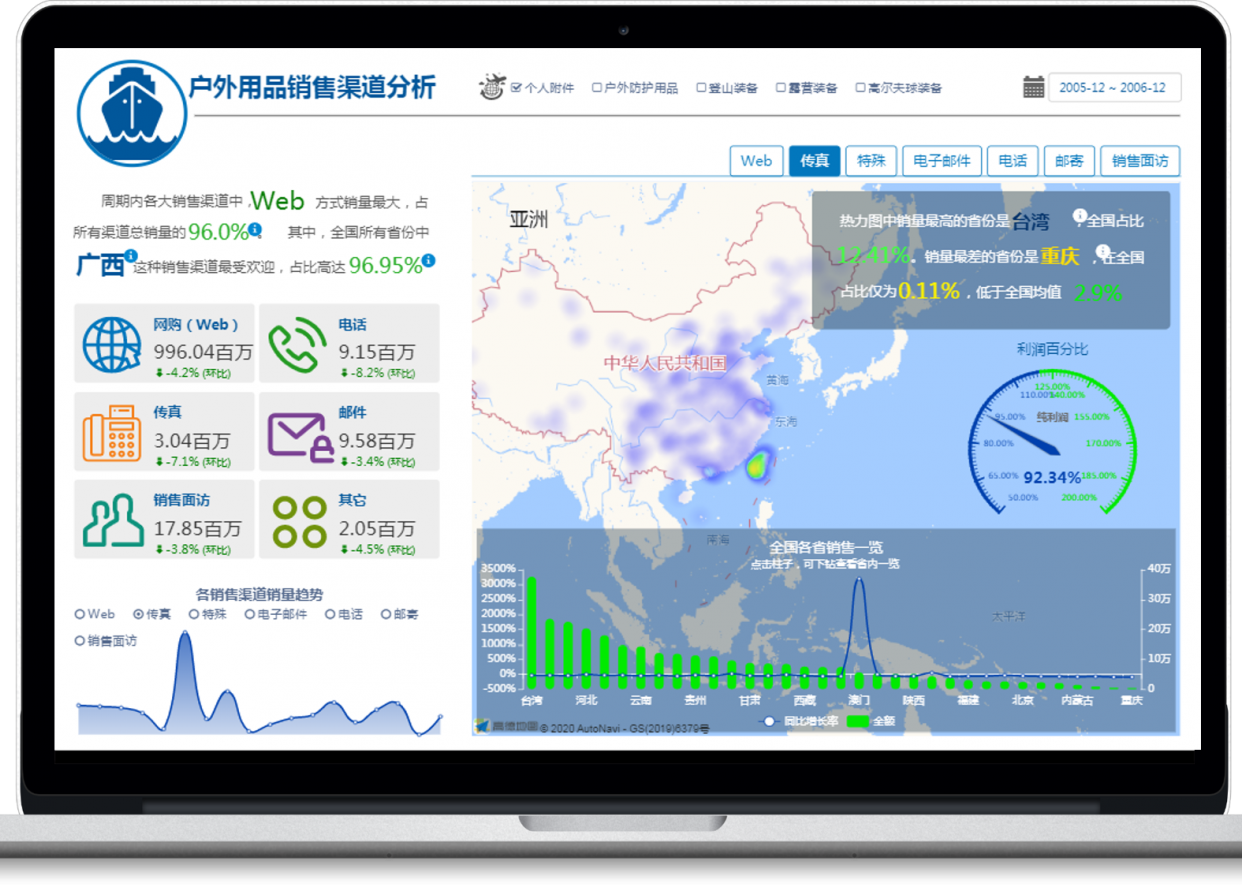 户外用品销售渠道分析
个人附件 户外防护用品 登山装备 露营装备 高尔夫球装备
2005-12 ~ 2006-12
Web 传真 特殊 电子邮件 电话 邮寄 销售面访
周期内各大销售渠道中,Web 方式销量最大,占
所有渠道总销量的96.0% 其中,全国所有省份中
广西 这种销售渠道最受欢迎,占比高达 96.95%
网购(Web)
996.04百万
-4.2% (环比)
电话
9.15百万
-8.2% (环比)
传真
3.04百万
-7.1% (环比)
邮件
9.58百万
-3.4% (环比)
销售面访
17.85百万
-3.8% (环比)
其它
2.05百万
-4.5% (环比)
各销售渠道销量趋势
Web 传真 特殊 电子邮件 电话 邮寄
销售面访
亚洲
热力图中销量最高的省份是台湾 ,全国占比
12.41%。销量最差的省份是重庆 ,在全国
占比仅为0.11%,低于全国均值 2.9%
中华人民共和国
黄海
东海
南海
太平洋
利润百分比
125.00%
110.00% 140.00%
95.00% 纯利润 155.00%
80.00% 170.00%
65.00% 92.34% 185.00%
50.00% 200.00%
全国各省销售一览
点击柱子,可下钻查看省内一览
3500%
3000%
2500%
2000%
1500%
1000%
500%
0%
-500%
40万
30万
20万
10万
0
台湾 河北 云南 贵州 甘肃 西藏 澳门 陕西 福建 北京 内蒙古 重庆
同比增长率 金额
高德地图 © 2020 AutoNavi - GS(2019)6379号